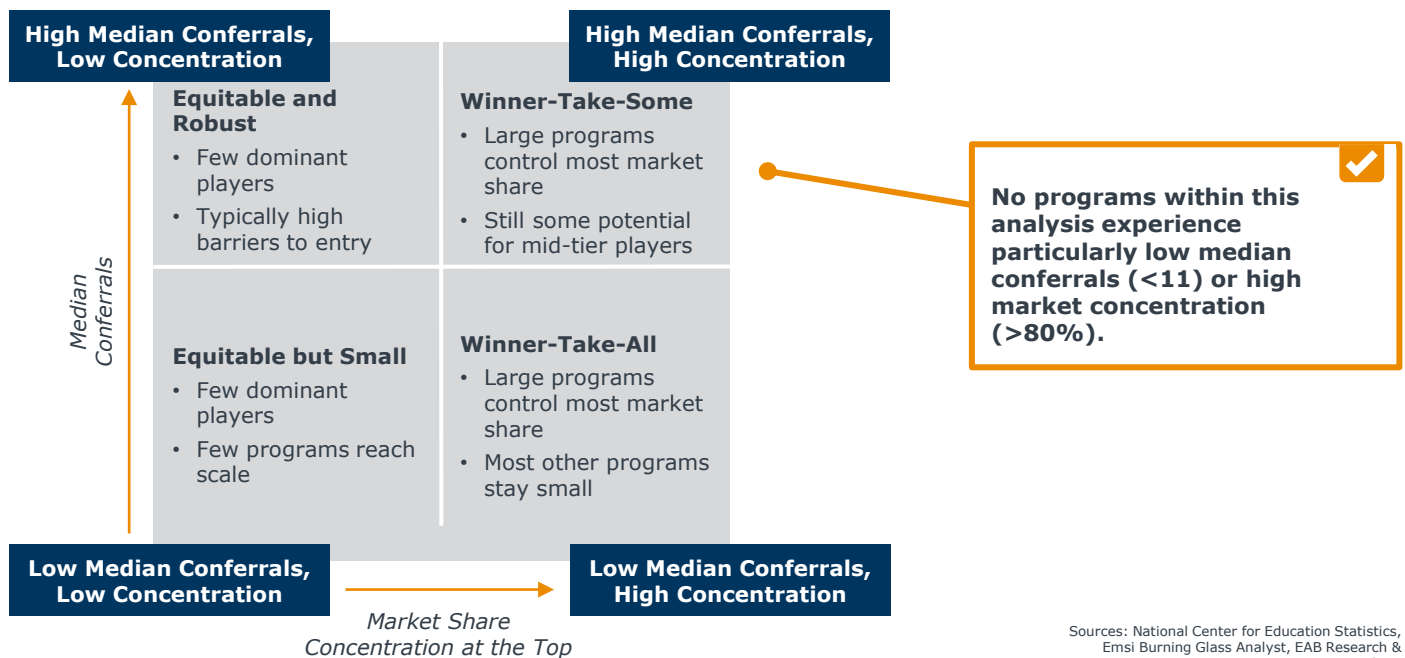 High Median Conferrals,
Low Concentration
High Median Conferrals,
High Concentration
Equitable and
Robust
• Few dominant
players
• Typically high
barriers to entry
Winner-Take-Some
• Large programs
control most market
share
• Still some potential
for mid-tier players
No programs within this
analysis experience
particularly low median
conferrals (<11) or high
market concentration
(>80%).
Median
Conferrals
Equitable but Small
• Few dominant
players
• Few programs reach
scale
Winner-Take-All
• Large programs
control most market
share
• Most other programs
stay small
Low Median Conferrals,
Low Concentration
Low Median Conferrals,
High Concentration
Market Share
Concentration at the Top
Sources: National Center for Education Statistics,
Emsi Burning Glass Analyst, EAB Research &